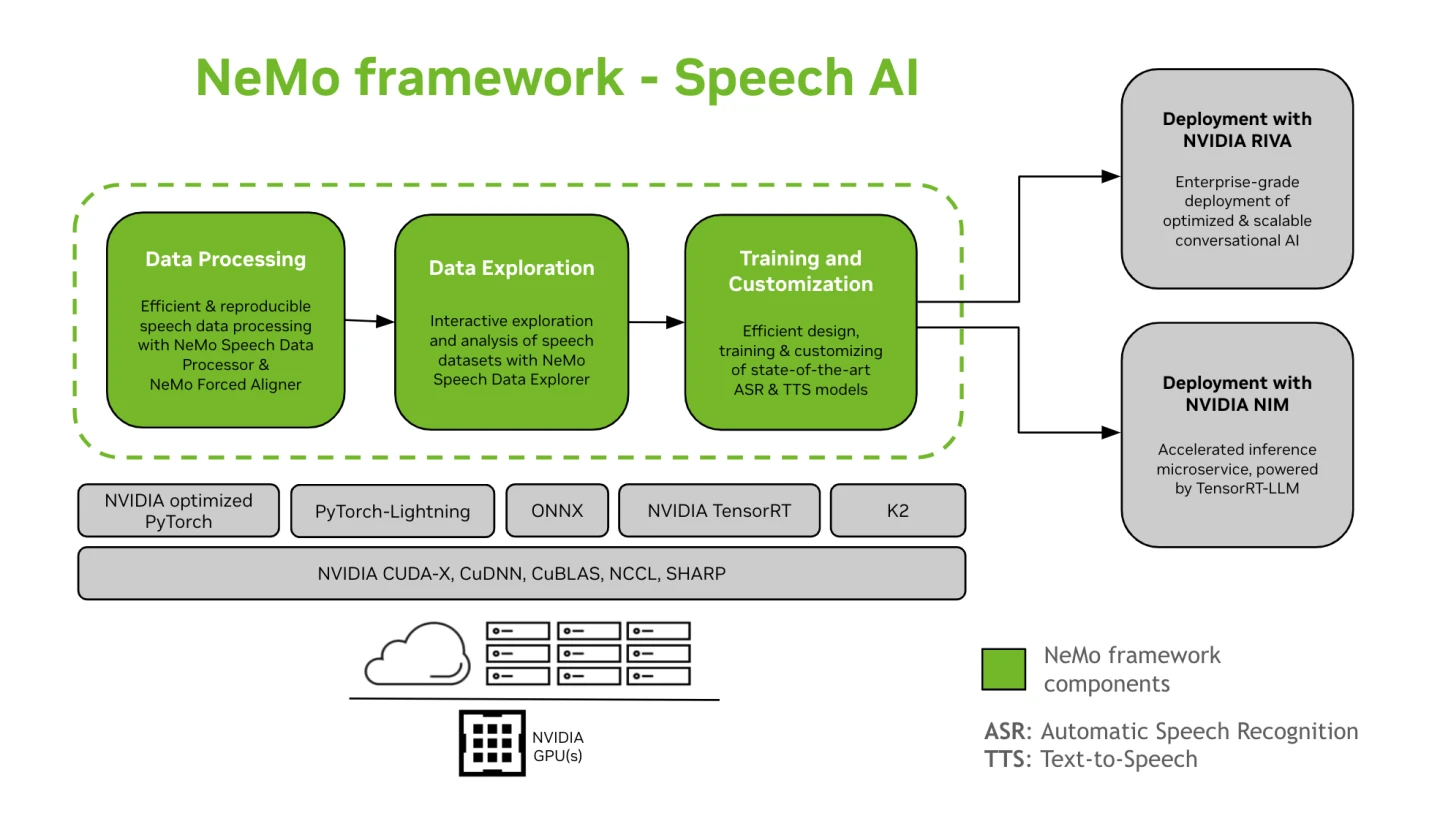 NeMo framework - Speech AI
Data Processing
Efficient & reproducible
speech data processing
with NeMo Speech Data
Processor &
NeMo Forced Aligner
Data Exploration
Interactive exploration
and analysis of speech
datasets with NeMo
Speech Data Explorer
Training and
Customization
Efficient design,
training & customizing
of state-of-the-art
ASR & TTS models
Deployment with
NVIDIA RIVA
Enterprise-grade
deployment of
optimized & scalable
conversational AI
Deployment with
NVIDIA NIM
Accelerated inference
microservice, powered
by TensorRT-LLM
NVIDIA optimized
PyTorch
PyTorch-Lightning
ONNX
NVIDIA TensorRT
K2
NVIDIA CUDA-X, CuDNN, CuBLAS, NCCL, SHARP
NVIDIA
GPU(s)
NeMo framework
components
ASR: Automatic Speech Recognition
TTS: Text-to-Speech